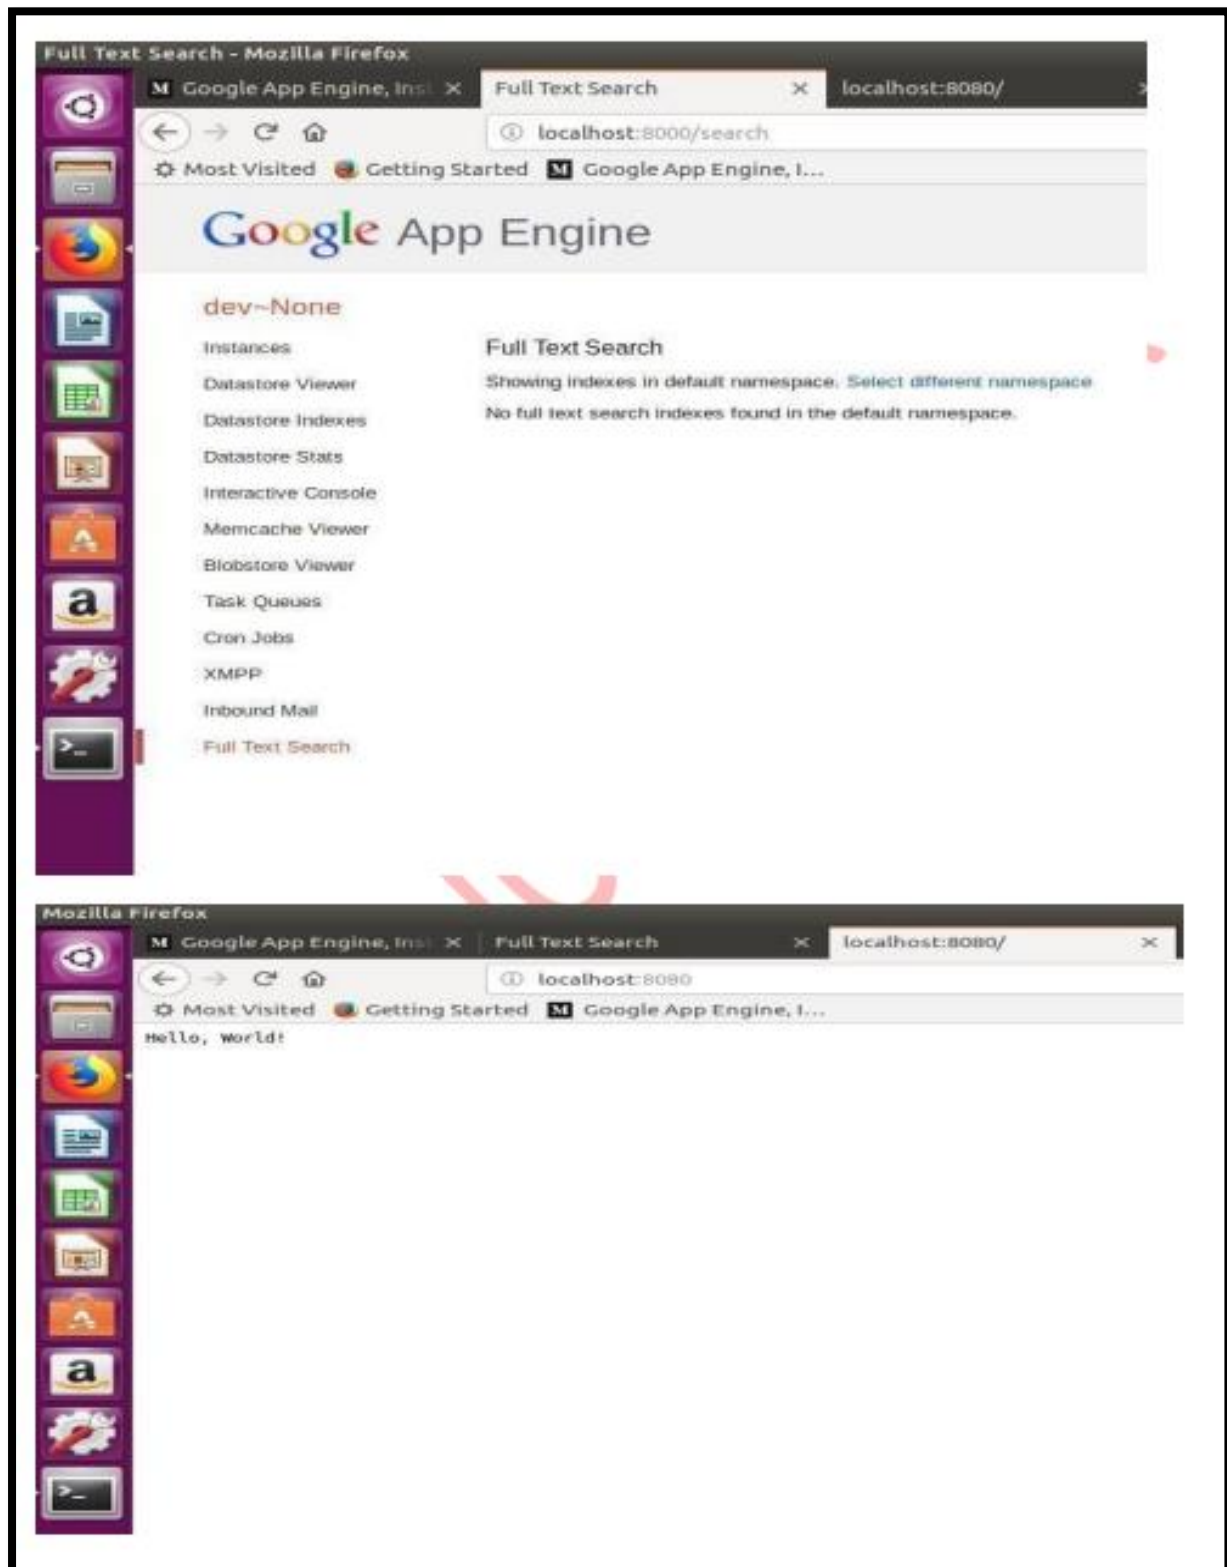 Full Text Search - Mozilla Firefox
M Google App Engine, Ins × Full Text Search × localhost:8080/
localhost:8000/search
Most Visited Getting Started M Google App Engine, I...
Google App Engine
dev~None
Instances
Full Text Search
Datastore Viewer
Showing indexes in default namespace. Select different namespace
Datastore Indexes
No full text search indexes found in the default namespace.
Datastore Stats
Interactive Console
Memcache Viewer
Blobstore Viewer
Task Queues
Cron Jobs
XMPP
Inbound Mail
Full Text Search
Mozilla Firefox
M Google App Engine, Ins × Full Text Search × localhost:8080/ ×
localhost:8080
Most Visited Getting Started M Google App Engine, I...
Hello, World!